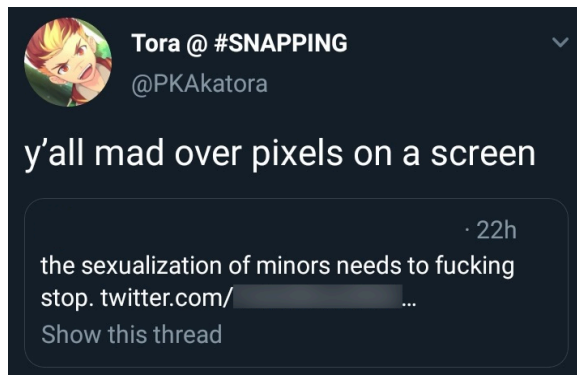 Tora @ #SNAPPING
@PKAkatora
y'all mad over pixels on a screen
· 22h
the sexualization of minors needs to fucking
stop. twitter.com/ ...
Show this thread